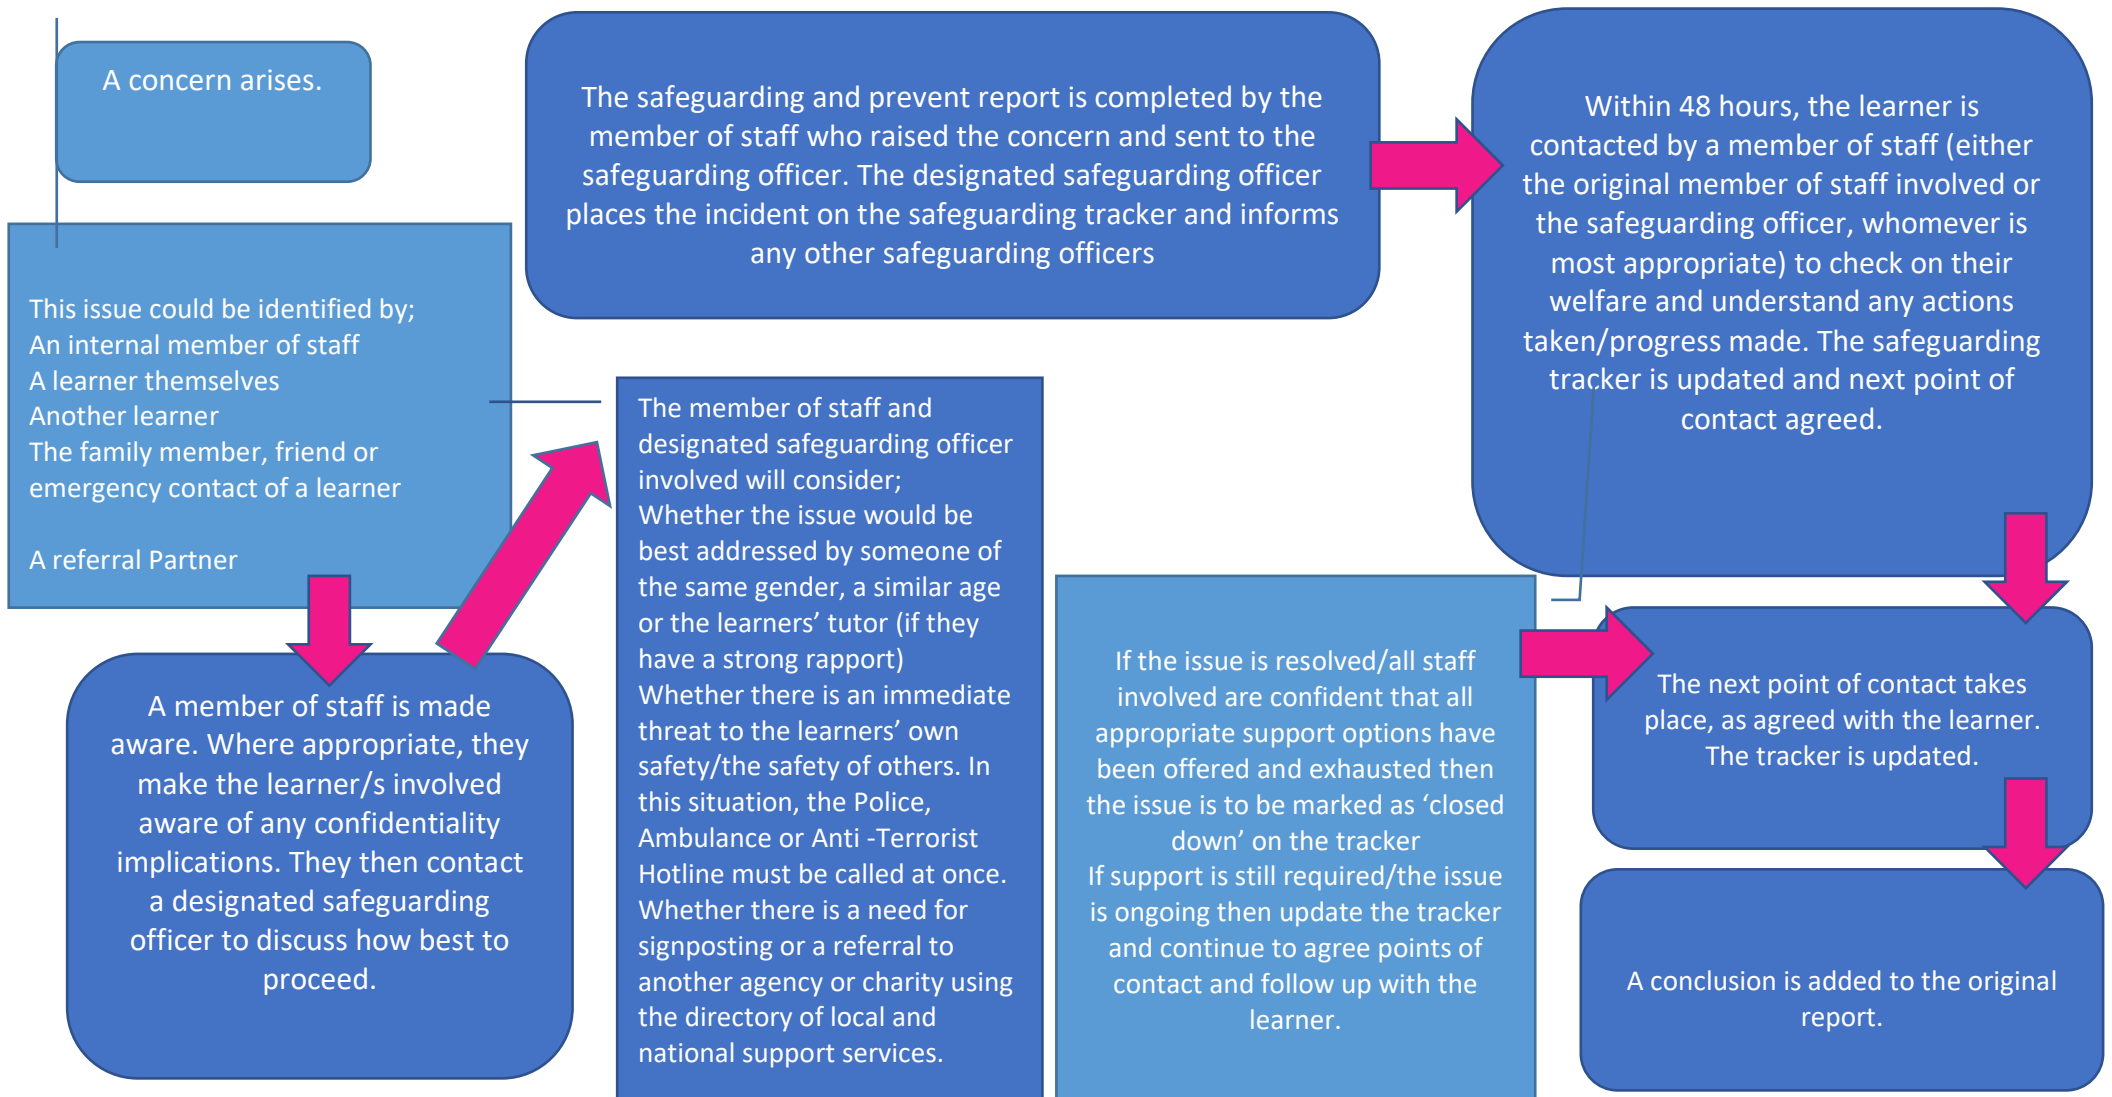 A concern arises.
This issue could be identified by;
An internal member of staff
A learner themselves
Another learner
The family member, friend or
emergency contact of a learner
A referral Partner
A member of staff is made
aware. Where appropriate, they
make the learner/s involved
aware of any confidentiality
implications. They then contact
a designated safeguarding
officer to discuss how best to
proceed.
The member of staff and
designated safeguarding officer
involved will consider;
Whether the issue would be
best addressed by someone of
the same gender, a similar age
or the learners’ tutor (if they
have a strong rapport)
Whether there is an immediate
threat to the learners’ own
safety/the safety of others. In
this situation, the Police,
Ambulance or Anti -Terrorist
Hotline must be called at once.
Whether there is a need for
signposting or a referral to
another agency or charity using
the directory of local and
national support services.
The safeguarding and prevent report is completed by the
member of staff who raised the concern and sent to the
safeguarding officer. The designated safeguarding officer
places the incident on the safeguarding tracker and informs
any other safeguarding officers
Within 48 hours, the learner is
contacted by a member of staff (either
the original member of staff involved or
the safeguarding officer, whomever is
most appropriate) to check on their
welfare and understand any actions
taken/progress made. The safeguarding
tracker is updated and next point of
contact agreed.
If the issue is resolved/all staff
involved are confident that all
appropriate support options have
been offered and exhausted then
the issue is to be marked as ‘closed
down’ on the tracker
If support is still required/the issue
is ongoing then update the tracker
and continue to agree points of
contact and follow up with the
learner.
The next point of contact takes
place, as agreed with the learner.
The tracker is updated.
A conclusion is added to the original
report.